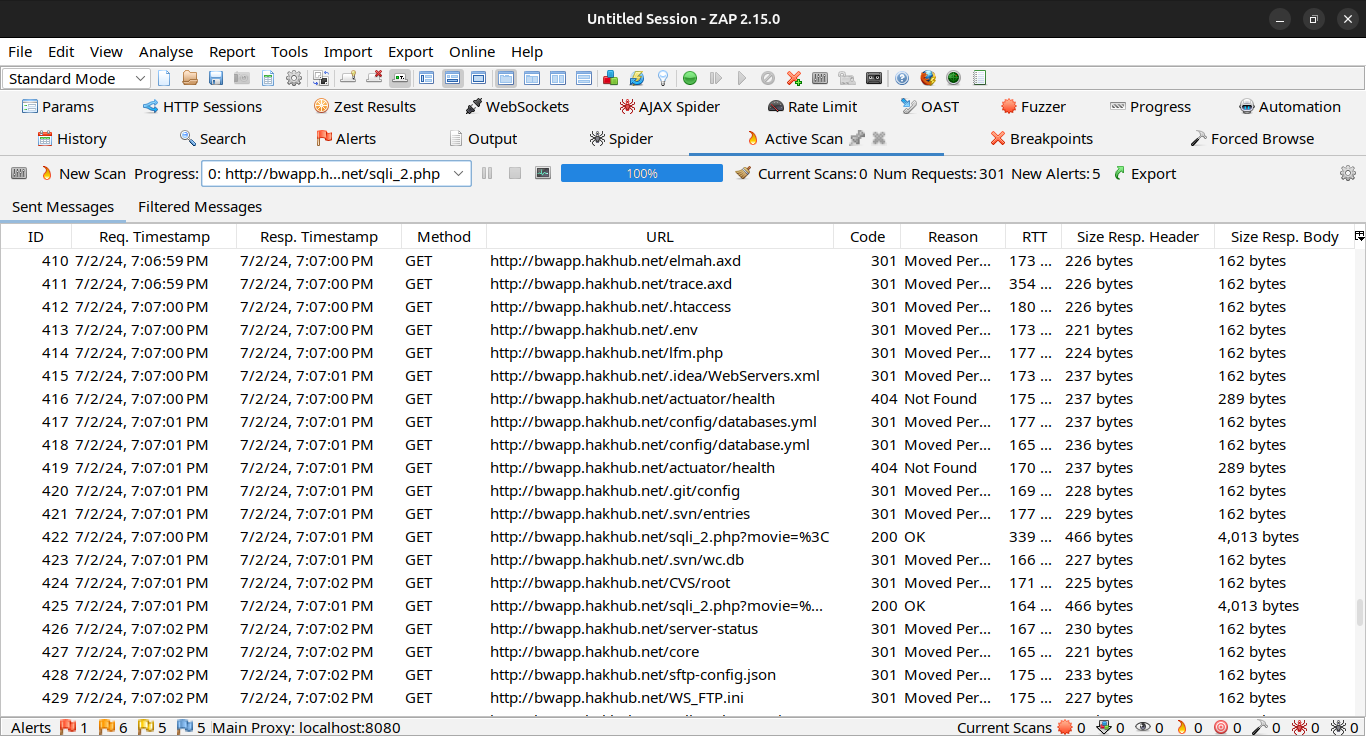 Untitled Session - ZAP 2.15.0
File Edit View Analyse Report Tools Import Export Online Help
Standard Mode
Params HTTP Sessions Zest Results WebSockets AJAX Spider Rate Limit OAST Fuzzer Progress Automation
History Search Alerts Output Spider Active Scan Breakpoints Forced Browse
New Scan Progress: 0: http://bwapp.h...net/sqli_2.php 100% Current Scans: 0 Num Requests: 301 New Alerts: 5 Export
Sent Messages Filtered Messages
ID Req. Timestamp Resp. Timestamp Method URL Code Reason RTT Size Resp. Header Size Resp. Body
410 7/2/24, 7:06:59 PM 7/2/24, 7:07:00 PM GET http://bwapp.hakhub.net/elmah.axd 301 Moved Per... 173 ... 226 bytes 162 bytes
411 7/2/24, 7:06:59 PM 7/2/24, 7:07:00 PM GET http://bwapp.hakhub.net/trace.axd 301 Moved Per... 354 ... 226 bytes 162 bytes
412 7/2/24, 7:07:00 PM 7/2/24, 7:07:00 PM GET http://bwapp.hakhub.net/.htaccess 301 Moved Per... 180 ... 226 bytes 162 bytes
413 7/2/24, 7:07:00 PM 7/2/24, 7:07:00 PM GET http://bwapp.hakhub.net/.env 301 Moved Per... 173 ... 221 bytes 162 bytes
414 7/2/24, 7:07:00 PM 7/2/24, 7:07:00 PM GET http://bwapp.hakhub.net/lfm.php 301 Moved Per... 177 ... 224 bytes 162 bytes
415 7/2/24, 7:07:00 PM 7/2/24, 7:07:01 PM GET http://bwapp.hakhub.net/.idea/WebServers.xml 301 Moved Per... 173 ... 237 bytes 162 bytes
416 7/2/24, 7:07:00 PM 7/2/24, 7:07:01 PM GET http://bwapp.hakhub.net/actuator/health 404 Not Found 175 ... 237 bytes 289 bytes
417 7/2/24, 7:07:01 PM 7/2/24, 7:07:01 PM GET http://bwapp.hakhub.net/config/databases.yml 301 Moved Per... 177 ... 237 bytes 162 bytes
418 7/2/24, 7:07:01 PM 7/2/24, 7:07:01 PM GET http://bwapp.hakhub.net/config/database.yml 301 Moved Per... 165 ... 236 bytes 162 bytes
419 7/2/24, 7:07:01 PM 7/2/24, 7:07:01 PM GET http://bwapp.hakhub.net/actuator/health 404 Not Found 170 ... 237 bytes 289 bytes
420 7/2/24, 7:07:01 PM 7/2/24, 7:07:01 PM GET http://bwapp.hakhub.net/.git/config 301 Moved Per... 169 ... 228 bytes 162 bytes
421 7/2/24, 7:07:01 PM 7/2/24, 7:07:01 PM GET http://bwapp.hakhub.net/.svn/entries 301 Moved Per... 177 ... 229 bytes 162 bytes
422 7/2/24, 7:07:00 PM 7/2/24, 7:07:01 PM GET http://bwapp.hakhub.net/sqli_2.php?movie=%3C 200 OK 339 ... 466 bytes 4,013 bytes
423 7/2/24, 7:07:01 PM 7/2/24, 7:07:01 PM GET http://bwapp.hakhub.net/.svn/wc.db 301 Moved Per... 166 ... 227 bytes 162 bytes
424 7/2/24, 7:07:01 PM 7/2/24, 7:07:02 PM GET http://bwapp.hakhub.net/CVS/root 301 Moved Per... 171 ... 225 bytes 162 bytes
425 7/2/24, 7:07:01 PM 7/2/24, 7:07:02 PM GET http://bwapp.hakhub.net/sqli_2.php?movie=%... 200 OK 164 ... 466 bytes 4,013 bytes
426 7/2/24, 7:07:02 PM 7/2/24, 7:07:02 PM GET http://bwapp.hakhub.net/server-status 301 Moved Per... 167 ... 230 bytes 162 bytes
427 7/2/24, 7:07:02 PM 7/2/24, 7:07:02 PM GET http://bwapp.hakhub.net/core 301 Moved Per... 165 ... 221 bytes 162 bytes
428 7/2/24, 7:07:02 PM 7/2/24, 7:07:02 PM GET http://bwapp.hakhub.net/sftp-config.json 301 Moved Per... 175 ... 233 bytes 162 bytes
429 7/2/24, 7:07:02 PM 7/2/24, 7:07:02 PM GET http://bwapp.hakhub.net/WS_FTP.ini 301 Moved Per... 175 ... 227 bytes 162 bytes
Alerts 1 6 5 5 Main Proxy: localhost:8080 Current Scans 0 0 0 0 0 0 0 0